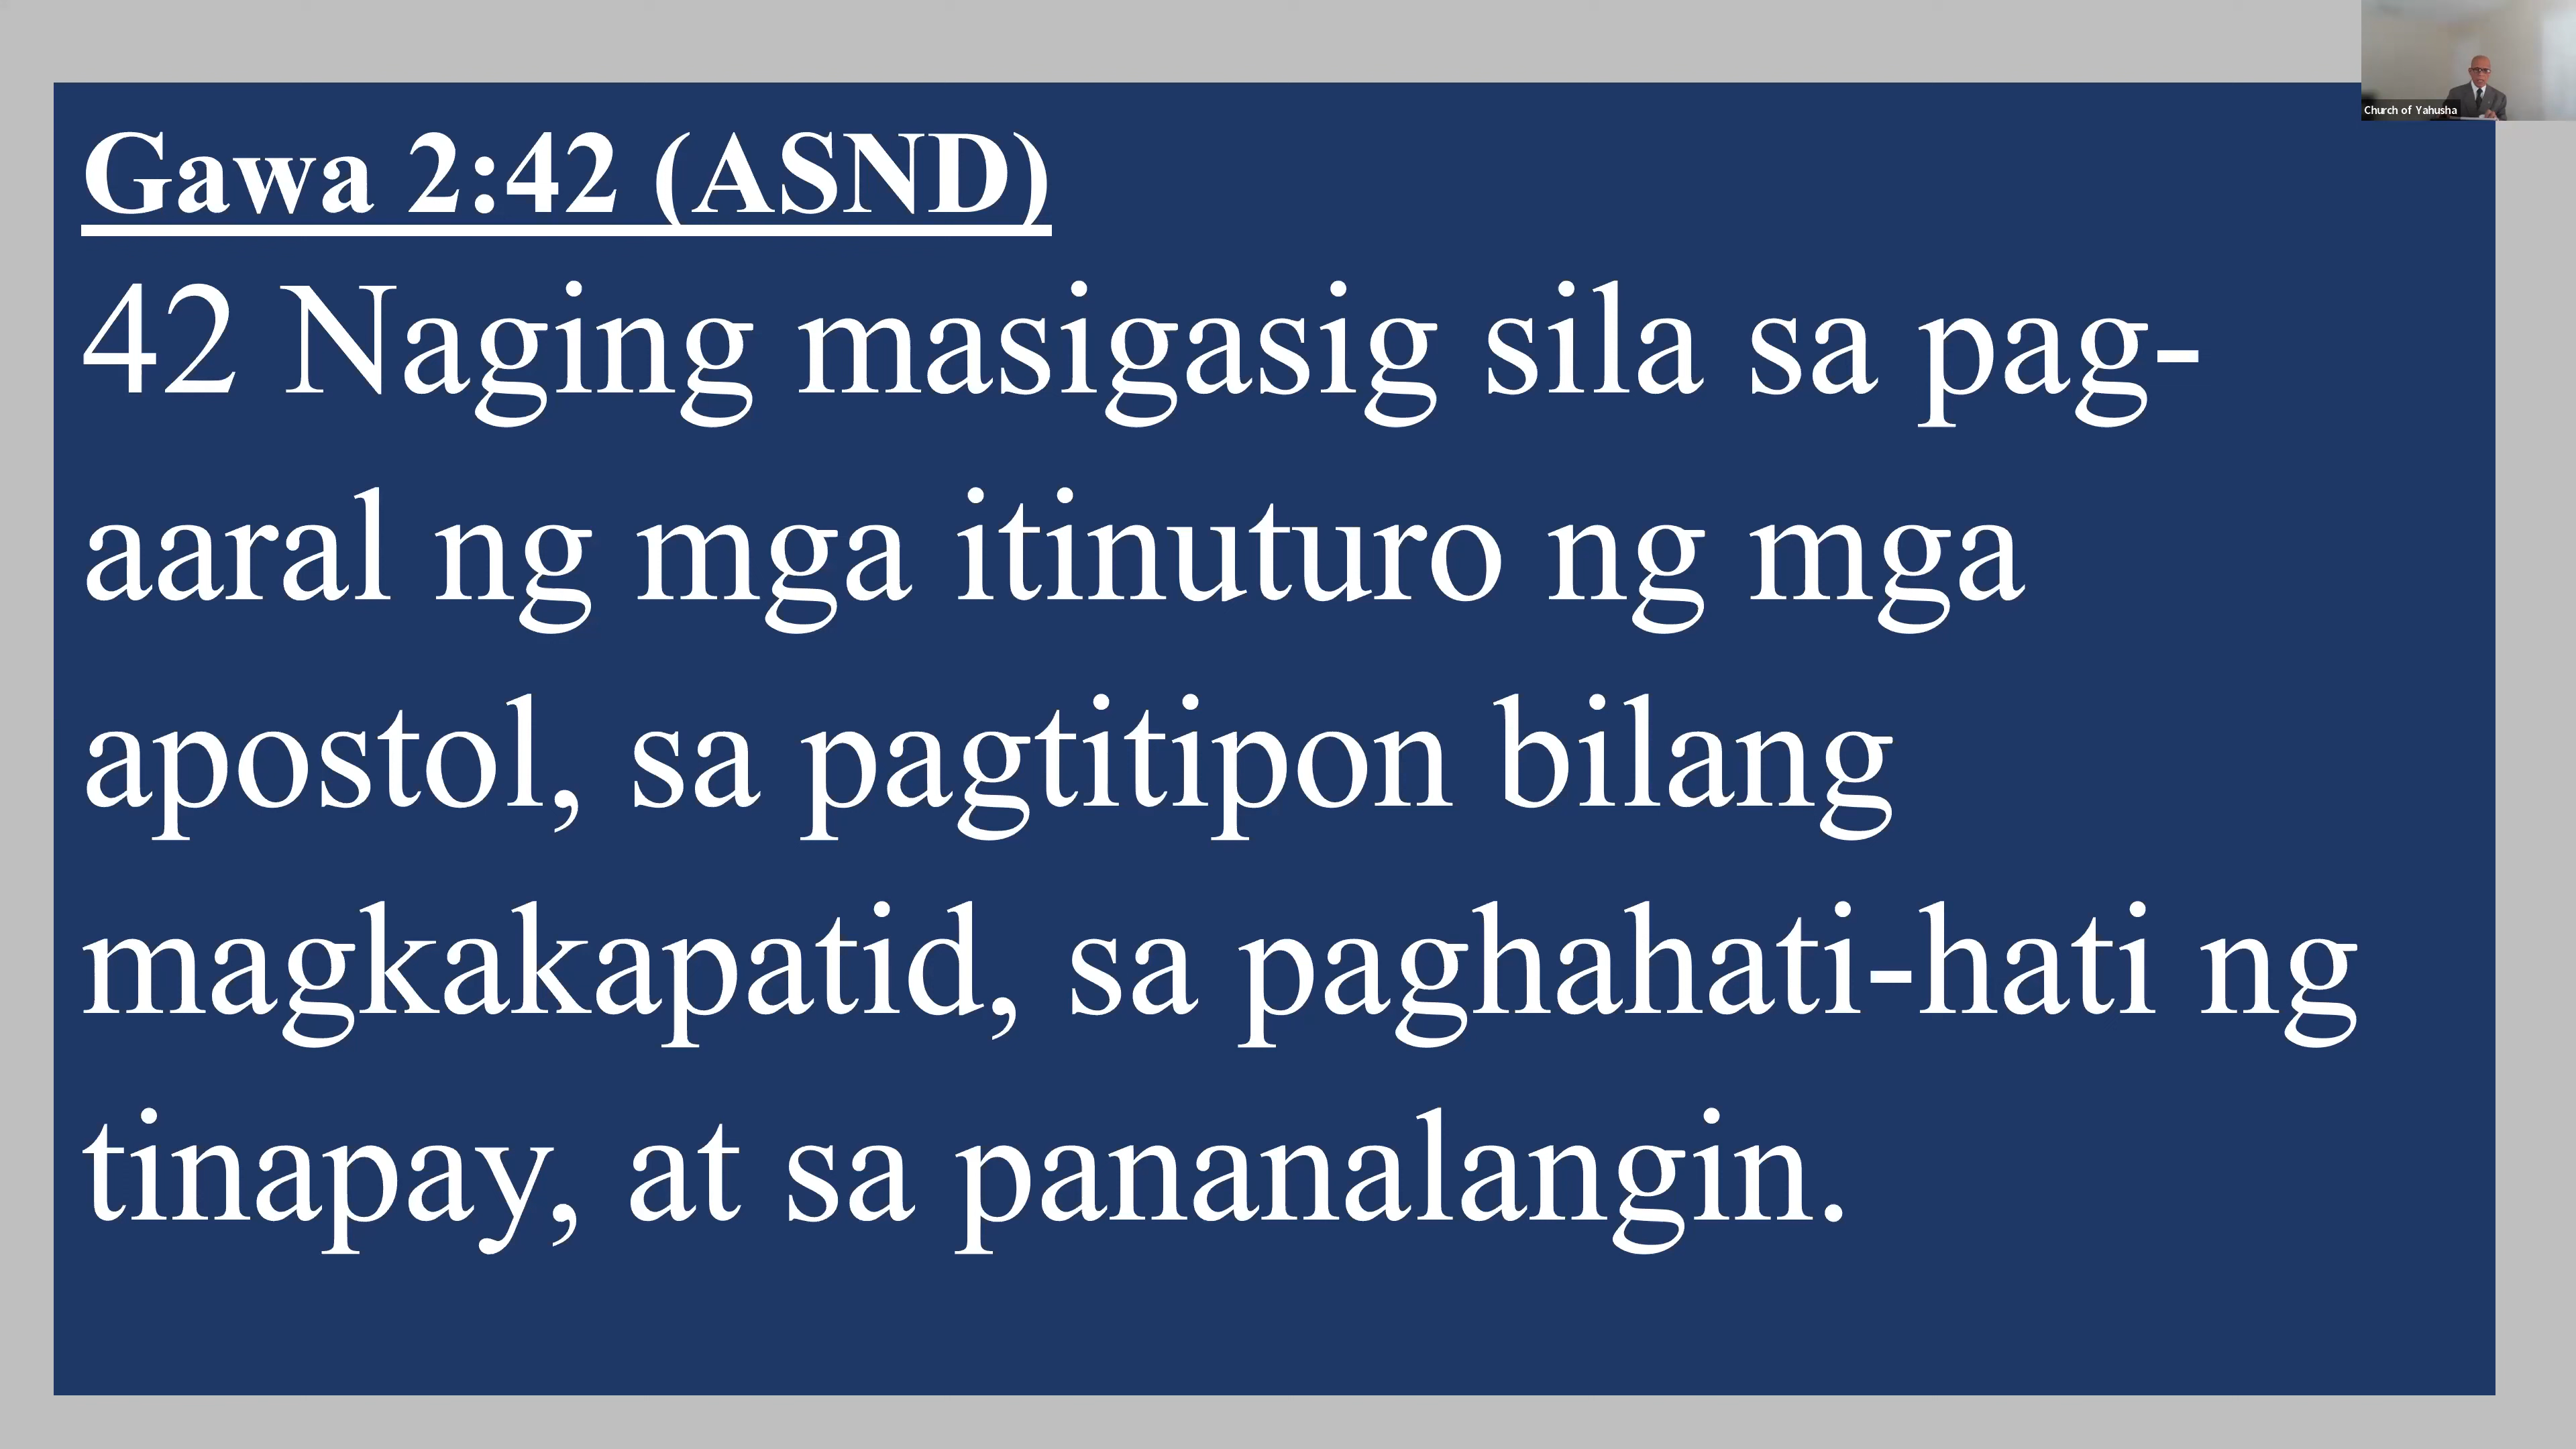 Church of Yahusha
Gawa 2:42 (ASND)
42 Naging masigasig sila sa pag-
aaral ng mga itinuturo ng mga
apostol, sa pagtitipon bilang
magkakapatid, sa paghahati-hati ng
tinapay, at sa pananalangin.